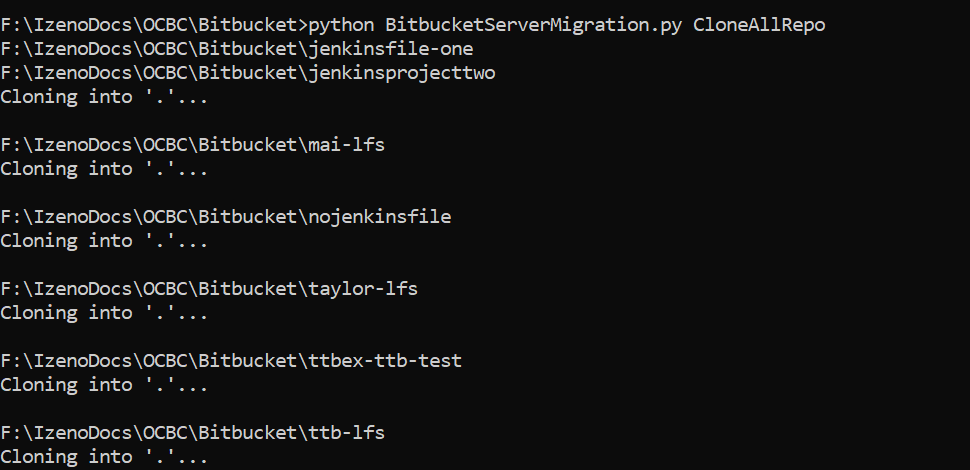 F:\IzenoDocs\OCBC\Bitbucket>python BitbucketServerMigration.py CloneAllRepo
F:\IzenoDocs\OCBC\Bitbucket\jenkinsfile-one
F:\IzenoDocs\OCBC\Bitbucket\jenkinsprojecttwo
Cloning into '.'...
F:\IzenoDocs\OCBC\Bitbucket\mai-lfs
Cloning into '.'...
F:\IzenoDocs\OCBC\Bitbucket\nojenkinsfile
Cloning into '.'...
F:\IzenoDocs\OCBC\Bitbucket\taylor-lfs
Cloning into '.'...
F:\IzenoDocs\OCBC\Bitbucket\ttbex-ttb-test
Cloning into '.'...
F:\IzenoDocs\OCBC\Bitbucket\ttb-lfs
Cloning into '.'...